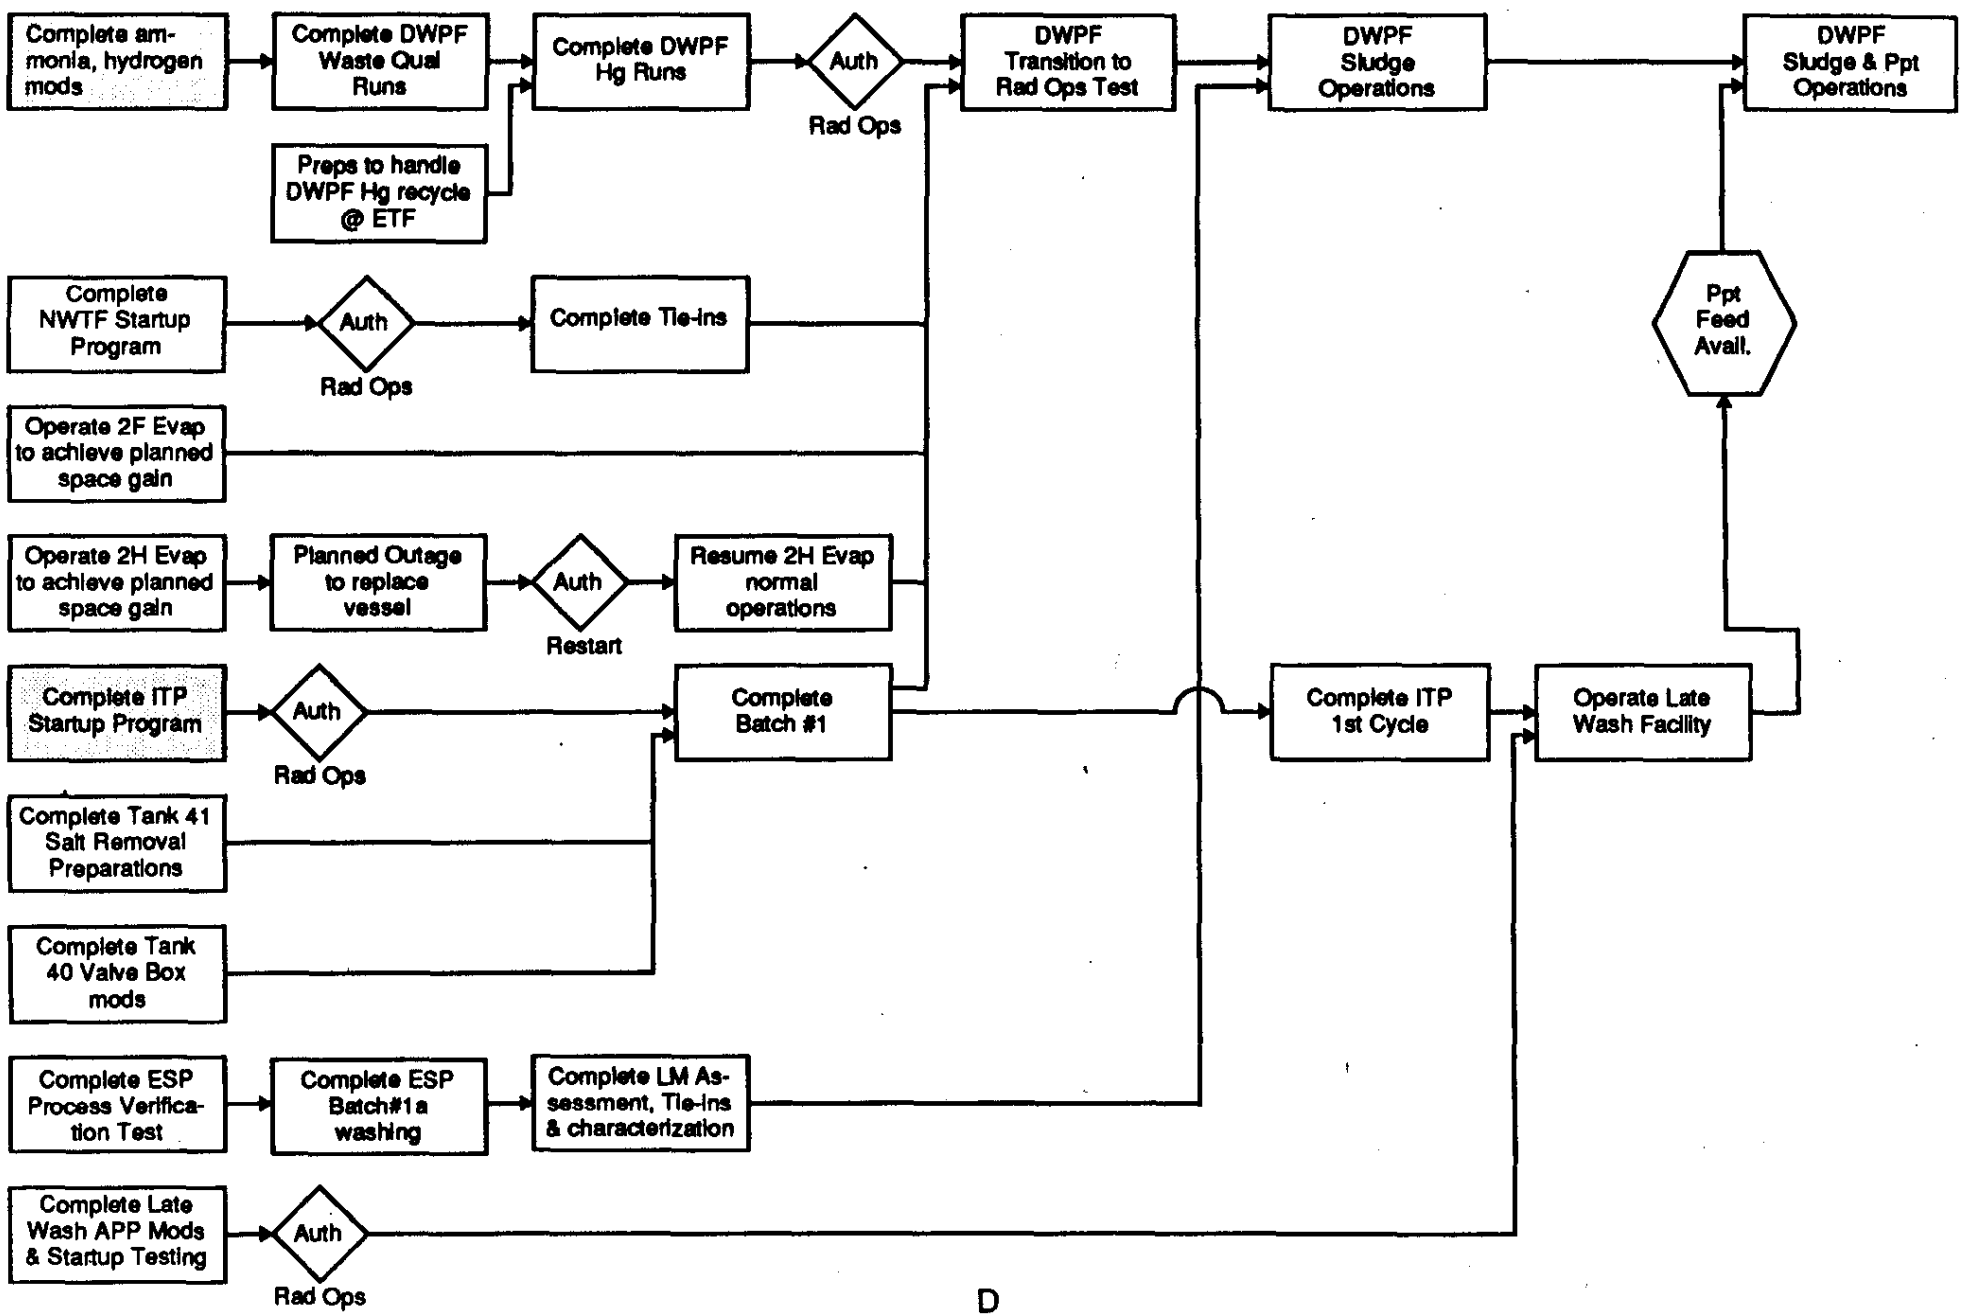 Complete am-
monia, hydrogen
mods
Complete DWPF
Waste Qual
Runs
Complete DWPF
Hg Runs
Auth
Rad Ops
DWPF
Transition to
Rad Ops Test
DWPF
Sludge
Operations
DWPF
Sludge & Ppt
Operations
Preps to handle
DWPF Hg recycle
@ ETF
Complete
NWTF Startup
Program
Auth
Rad Ops
Complete Tie-ins
Ppt
Feed
Avail.
Operate 2F Evap
to achieve planned
space gain
Operate 2H Evap
to achieve planned
space gain
Planned Outage
to replace
vessel
Auth
Restart
Resume 2H Evap
normal
operations
Complete ITP
Startup Program
Auth
Rad Ops
Complete
Batch #1
Complete ITP
1st Cycle
Operate Late
Wash Facility
Complete Tank 41
Salt Removal
Preparations
Complete Tank
40 Valve Box
mods
Complete ESP
Process Verifica-
tion Test
Complete ESP
Batch#1a
washing
Complete LM As-
sessment, Tie-ins
& characterization
Complete Late
Wash APP Mods
& Startup Testing
Auth
Rad Ops
D